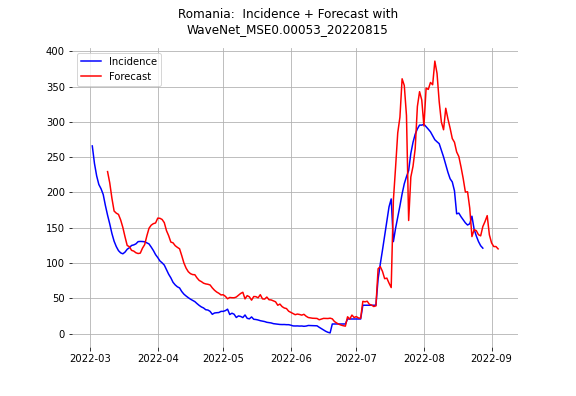 Romania:  Incidence + Forecast with
WaveNet_MSE0.00053_20220815
Incidence
Forecast
400
350
300
250
200
150
100
50
0
2022-03 2022-04 2022-05 2022-06 2022-07 2022-08 2022-09